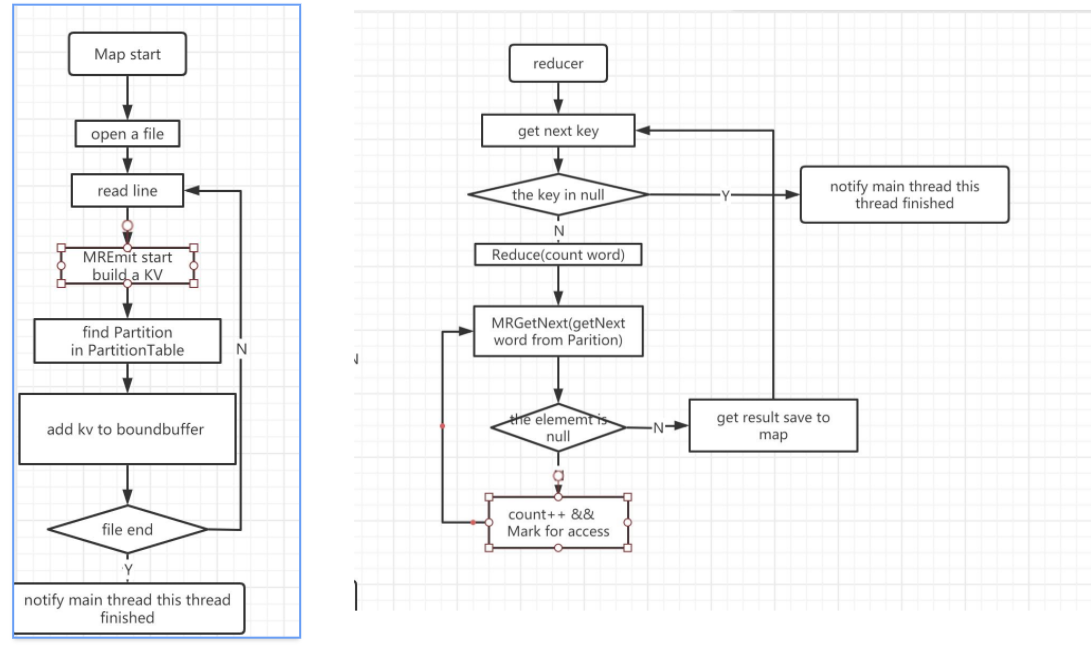 Map start
open a file
read line
MREmit start
build a KV
find Partition
in PartitionTable
N
add kv to boundbuffer
file end
Y
notify main thread this thread
finished
reducer
get next key
the key in null
Y
notify main thread this
thread finished
N
Reduce(count word)
MRGetNext(getNext
word from Parition)
the elememt is
null
N
get result save to
map
count++ &&
Mark for access
N